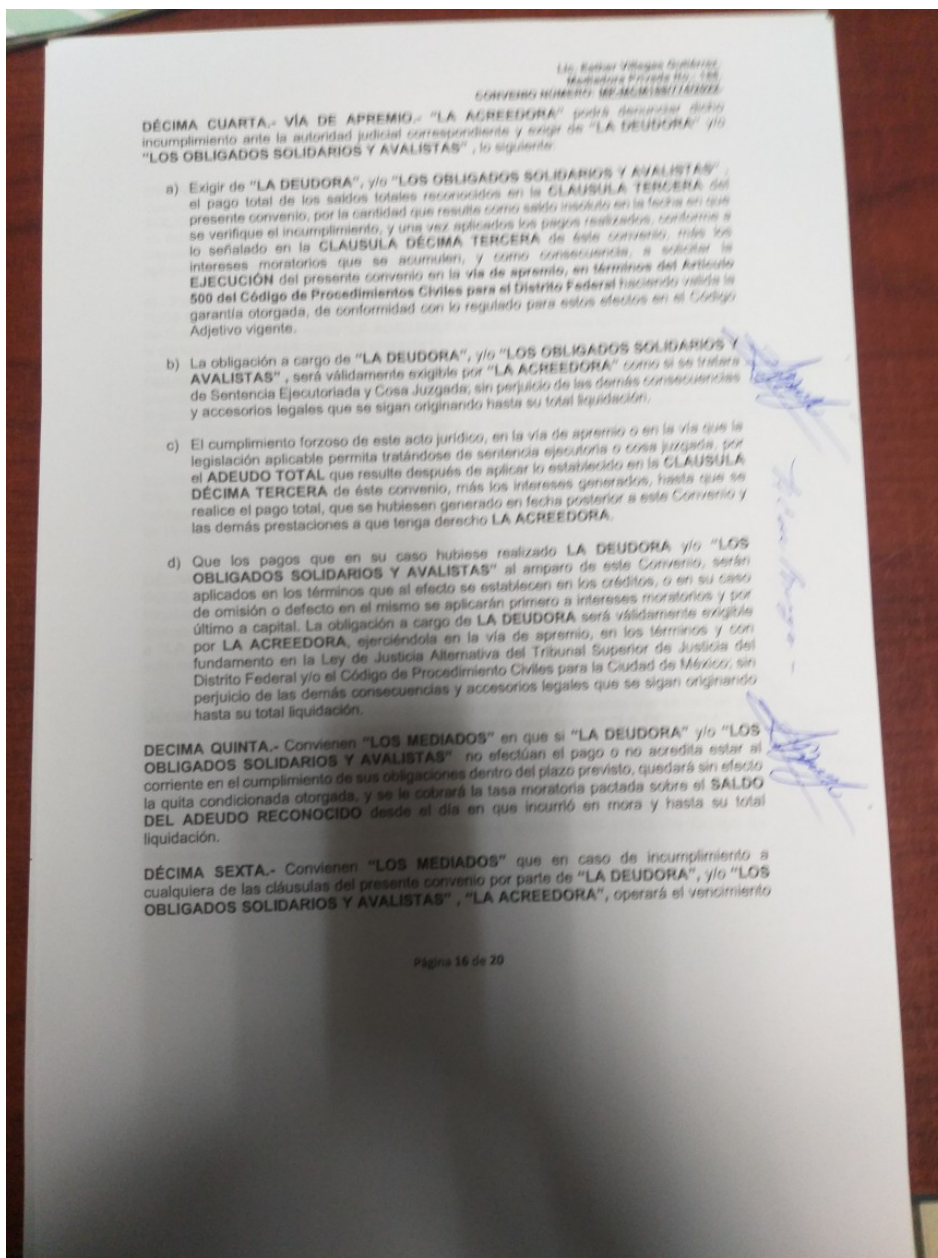 Lic. Esther Villegas
Mediadora Privada No. 
CONVENIO NÚMERO:
DÉCIMA CUARTA.- VÍA DE APREMIO.- "LA ACREEDORA" podrá denunciar dicho
incumplimiento ante la autoridad judicial correspondiente y exigir de "LA DEUDORA" y/o
"LOS OBLIGADOS SOLIDARIOS Y AVALISTAS" , lo siguiente:
a) Exigir de "LA DEUDORA", y/o "LOS OBLIGADOS SOLIDARIOS Y AVALISTAS" ,
el pago total de los saldos totales reconocidos en la CLAUSULA TERCERA del
presente convenio, por la cantidad que resulte como saldo insoluto en la fecha en que
se verifique el incumplimiento, y una vez aplicados los pagos realizados, conforme a
lo señalado en la CLAUSULA DÉCIMA TERCERA de éste convenio, más los
intereses moratorios que se acumulen, y como consecuencia, a solicitar la
EJECUCIÓN del presente convenio en la vía de apremio, en términos del Artículo
500 del Código de Procedimientos Civiles para el Distrito Federal haciendo valida la
garantía otorgada, de conformidad con lo regulado para estos efectos en el Código
Adjetivo vigente.
b) La obligación a cargo de "LA DEUDORA", y/o "LOS OBLIGADOS SOLIDARIOS Y
AVALISTAS" , será válidamente exigible por "LA ACREEDORA" como si se tratara
de Sentencia Ejecutoriada y Cosa Juzgada; sin perjuicio de las demás consecuencias
y accesorios legales que se sigan originando hasta su total liquidación.
c) El cumplimiento forzoso de este acto jurídico, en la vía de apremio o en la vía que la
legislación aplicable permita tratándose de sentencia ejecutoria o cosa juzgada, por
el ADEUDO TOTAL que resulte después de aplicar lo establecido en la CLAUSULA
DÉCIMA TERCERA de éste convenio, más los intereses generados, hasta que se
realice el pago total, que se hubiesen generado en fecha posterior a este Convenio y
las demás prestaciones a que tenga derecho LA ACREEDORA.
d) Que los pagos que en su caso hubiese realizado LA DEUDORA y/o "LOS
OBLIGADOS SOLIDARIOS Y AVALISTAS" al amparo de este Convenio, serán
aplicados en los términos que al efecto se establecen en los créditos, o en su caso
de omisión o defecto en el mismo se aplicarán primero a intereses moratorios y por
último a capital. La obligación a cargo de LA DEUDORA será válidamente exigible
por LA ACREEDORA, ejerciéndola en la vía de apremio, en los términos y con
fundamento en la Ley de Justicia Alternativa del Tribunal Superior de Justicia del
Distrito Federal y/o el Código de Procedimiento Civiles para la Ciudad de México; sin
perjuicio de las demás consecuencias y accesorios legales que se sigan originando
hasta su total liquidación.
DECIMA QUINTA.- Convienen "LOS MEDIADOS" en que si "LA DEUDORA" y/o "LOS
OBLIGADOS SOLIDARIOS Y AVALISTAS" no efectúan el pago o no acredita estar al
corriente en el cumplimiento de sus obligaciones dentro del plazo previsto, quedará sin efecto
la quita condicionada otorgada, y se le cobrará la tasa moratoria pactada sobre el SALDO
DEL ADEUDO RECONOCIDO desde el día en que incurrió en mora y hasta su total
liquidación.
DÉCIMA SEXTA.- Convienen "LOS MEDIADOS" que en caso de incumplimiento a
cualquiera de las cláusulas del presente convenio por parte de "LA DEUDORA", y/o "LOS
OBLIGADOS SOLIDARIOS Y AVALISTAS" , "LA ACREEDORA", operará el vencimiento
Página 16 de 20